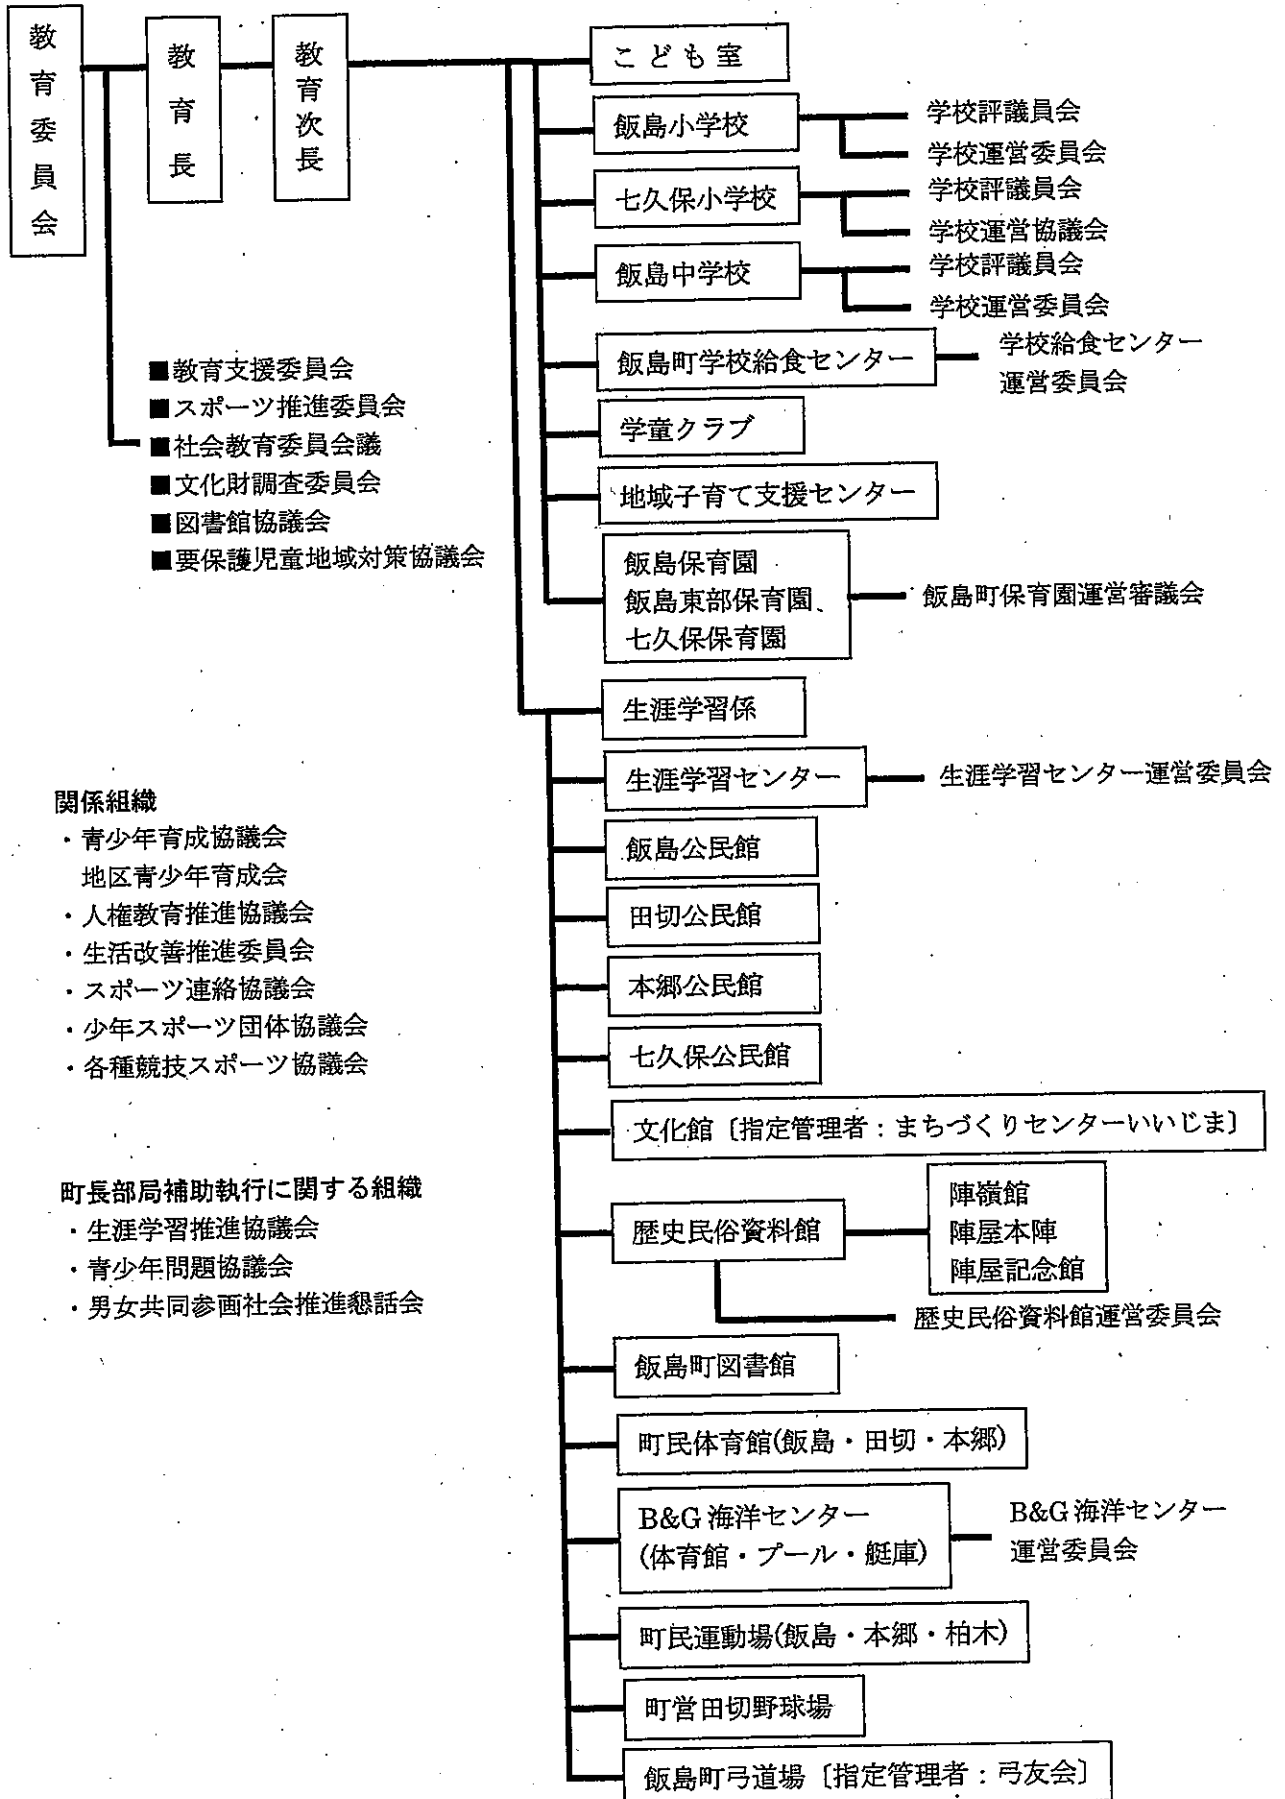 教育委員会
教育長
教育次長
こども室
飯島小学校
学校評議員会
学校運営委員会
七久保小学校
学校評議員会
学校運営協議会
飯島中学校
学校評議員会
学校運営委員会
飯島町学校給食センター
学校給食センター
運営委員会
学童クラブ
地域子育て支援センター
飯島保育園
飯島東部保育園、
七久保保育園
飯島町保育園運営審議会
■教育支援委員会
■スポーツ推進委員会
■社会教育委員会議
■文化財調査委員会
■図書館協議会
■要保護児童地域対策協議会
生涯学習係
生涯学習センター
生涯学習センター運営委員会
飯島公民館
田切公民館
本郷公民館
七久保公民館
文化館〔指定管理者：まちづくりセンターいいじま〕
歴史民俗資料館
陣嶺館
陣屋本陣
陣屋記念館
歴史民俗資料館運営委員会
飯島町図書館
町民体育館(飯島・田切・本郷)
B&G海洋センター
(体育館・プール・艇庫)
B&G海洋センター
運営委員会
町民運動場(飯島・本郷・柏木)
町営田切野球場
飯島町弓道場〔指定管理者：弓友会〕
関係組織
・青少年育成協議会
地区青少年育成会
・人権教育推進協議会
・生活改善推進委員会
・スポーツ連絡協議会
・少年スポーツ団体協議会
・各種競技スポーツ協議会
町長部局補助執行に関する組織
・生涯学習推進協議会
・青少年問題協議会
・男女共同参画社会推進懇話会